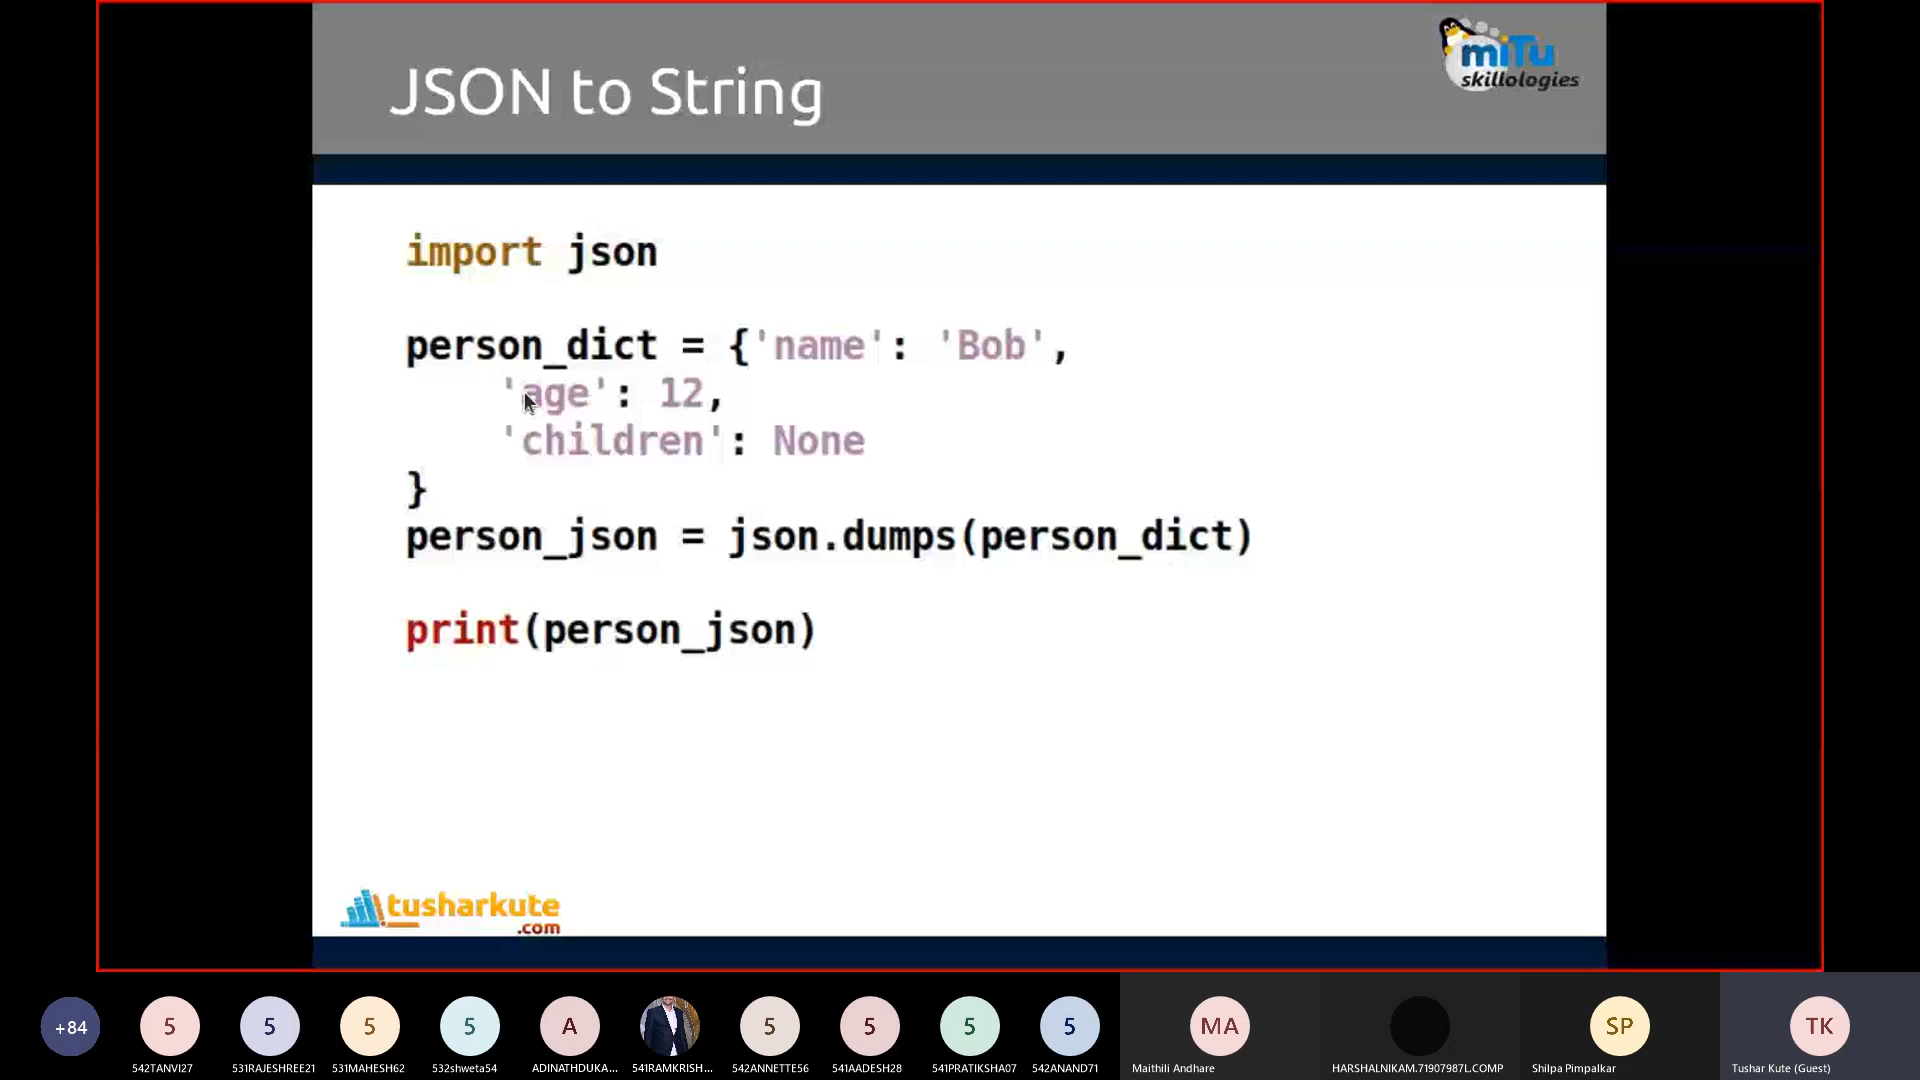 JSON to String
miTu
skillologies
import json
person_dict = {'name': 'Bob',
'age': 12,
'children': None
}
person_json = json.dumps(person_dict)
print(person_json)
tusharkute
.com
+84
5
5
5
5
A
5
5
5
5
MA
SP
TK
542TANVI27
531RAJESHREE21
531MAHESH62
532shweta54
ADINATHDUKA...
541RAMKRISH...
542ANNETTE56
541AADESH28
541PRATIKSHA07
542ANAND71
Maithili Andhare
HARSHALNIKAM.71907987L.COMP
Shilpa Pimpalkar
Tushar Kute (Guest)